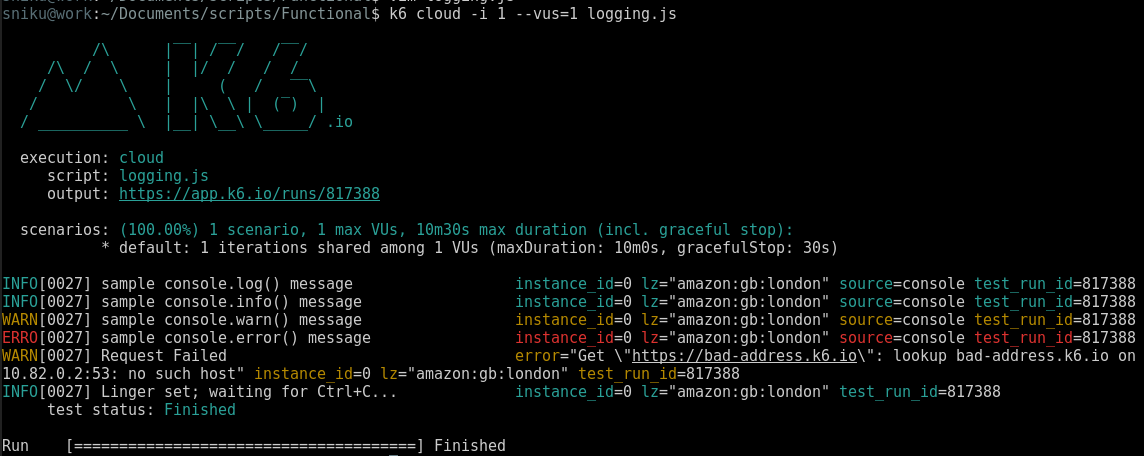 sniku@work:~/Documents/scripts/Functional$ k6 cloud -i 1 --vus=1 logging.js
K6 .io
execution: cloud
script: logging.js
output: https://app.k6.io/runs/817388
scenarios: (100.00%) 1 scenario, 1 max VUs, 10m30s max duration (incl. graceful stop):
* default: 1 iterations shared among 1 VUs (maxDuration: 10m0s, gracefulStop: 30s)
INFO[0027] sample console.log() message instance_id=0 lz="amazon:gb:london" source=console test_run_id=817388
INFO[0027] sample console.info() message instance_id=0 lz="amazon:gb:london" source=console test_run_id=817388
WARN[0027] sample console.warn() message instance_id=0 lz="amazon:gb:london" source=console test_run_id=817388
ERRO[0027] sample console.error() message instance_id=0 lz="amazon:gb:london" source=console test_run_id=817388
WARN[0027] Request Failed error="Get \"https://bad-address.k6.io\": lookup bad-address.k6.io on
10.82.0.2:53: no such host" instance_id=0 lz="amazon:gb:london" test_run_id=817388
INFO[0027] Linger set; waiting for Ctrl+C... instance_id=0 lz="amazon:gb:london" test_run_id=817388
test status: Finished
Run [======================================] Finished